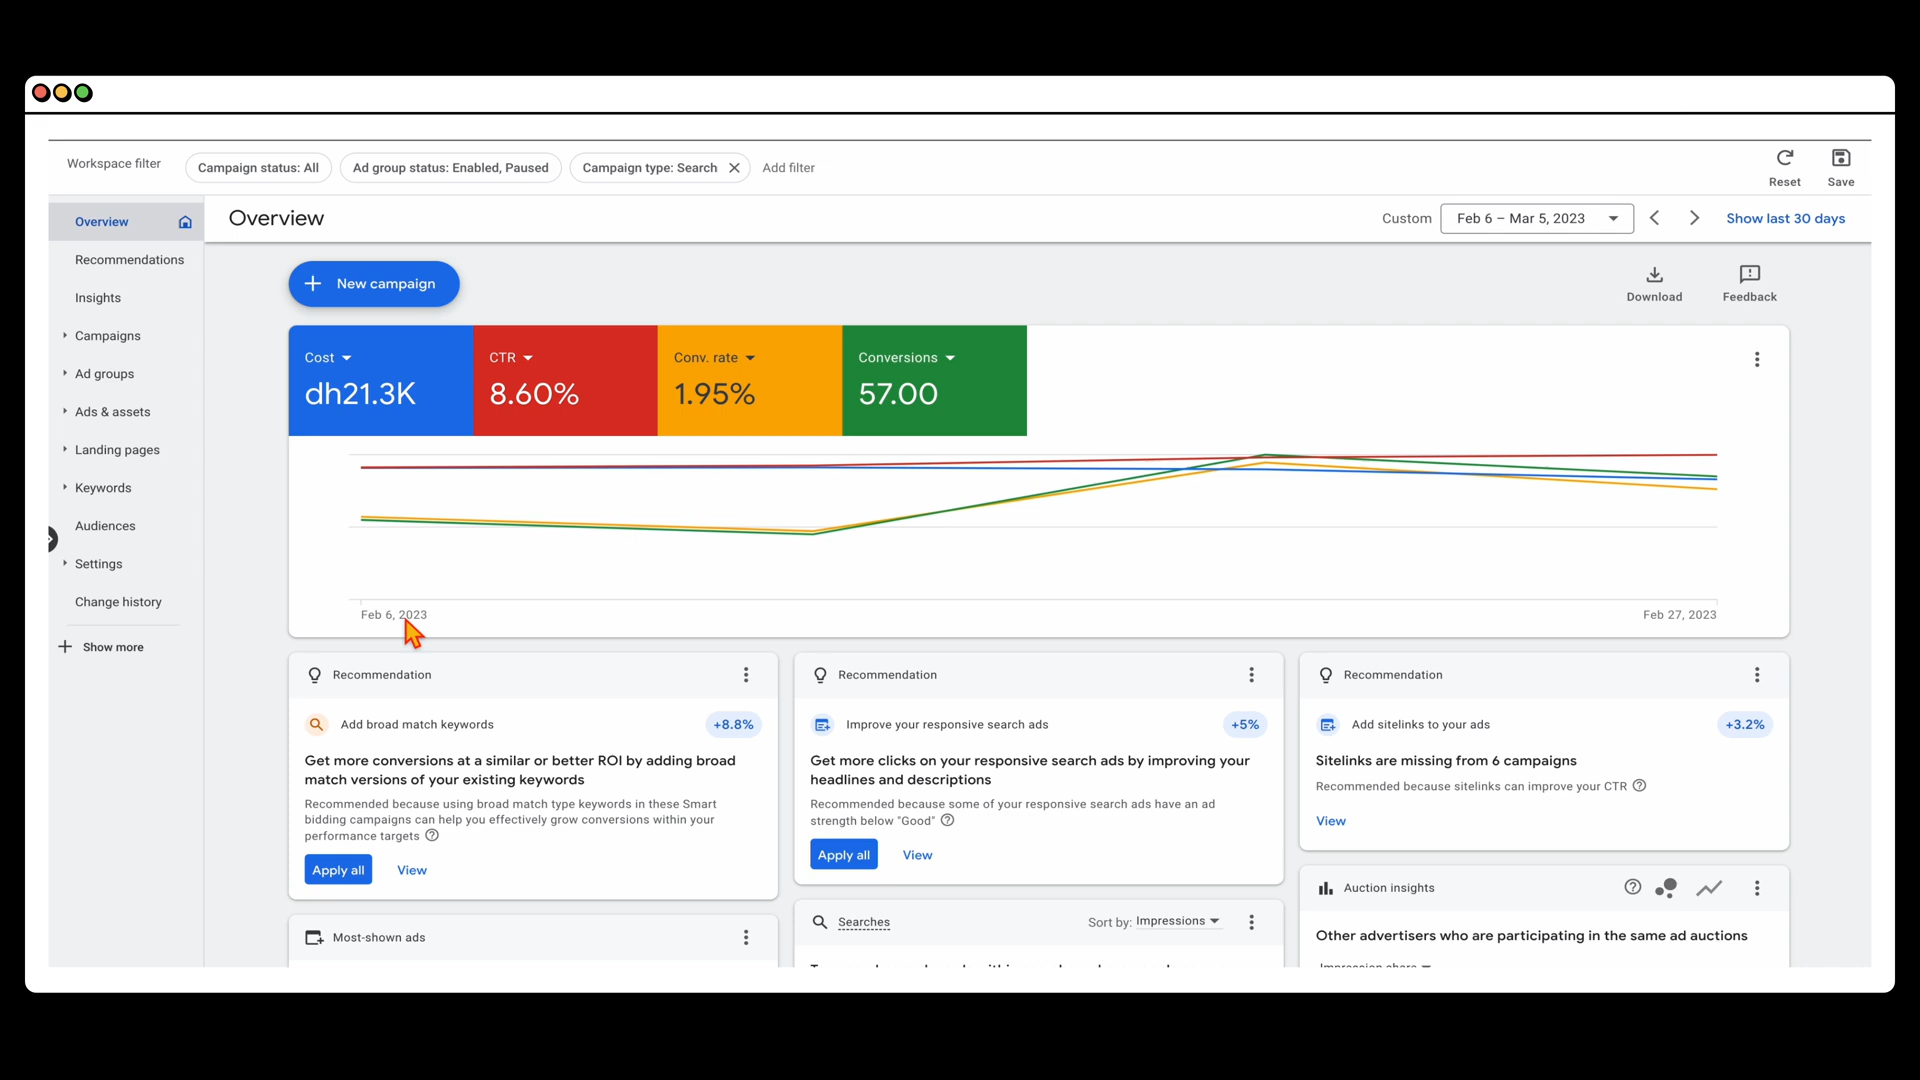 Workspace filter
Campaign status: All
Ad group status: Enabled, Paused
Campaign type: Search
Add filter
Reset
Save
Overview
Recommendations
Insights
Campaigns
Ad groups
Ads & assets
Landing pages
Keywords
Audiences
Settings
Change history
Show more
Overview
Custom
Feb 6 – Mar 5, 2023
Show last 30 days
New campaign
Download
Feedback
Cost
dh21.3K
CTR
8.60%
Conv. rate
1.95%
Conversions
57.00
Feb 6, 2023
Feb 27, 2023
Recommendation
Add broad match keywords
+8.8%
Get more conversions at a similar or better ROI by adding broad
match versions of your existing keywords
Recommended because using broad match type keywords in these Smart
bidding campaigns can help you effectively grow conversions within your
performance targets
Apply all
View
Most-shown ads
Recommendation
Improve your responsive search ads
+5%
Get more clicks on your responsive search ads by improving your
headlines and descriptions
Recommended because some of your responsive search ads have an ad
strength below "Good"
Apply all
View
Searches
Sort by: Impressions
Recommendation
Add sitelinks to your ads
+3.2%
Sitelinks are missing from 6 campaigns
Recommended because sitelinks can improve your CTR
View
Auction insights
Other advertisers who are participating in the same ad auctions
Impression share